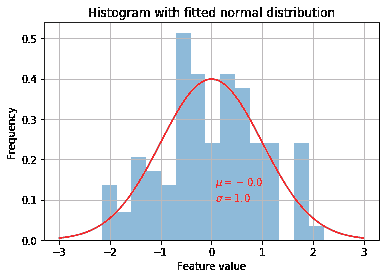 Histogram with fitted normal distribution
Frequency
0.5
0.4
0.3
0.2
0.1
0.0
μ = −0.0
σ = 1.0
−3 −2 −1 0 1 2 3
Feature value